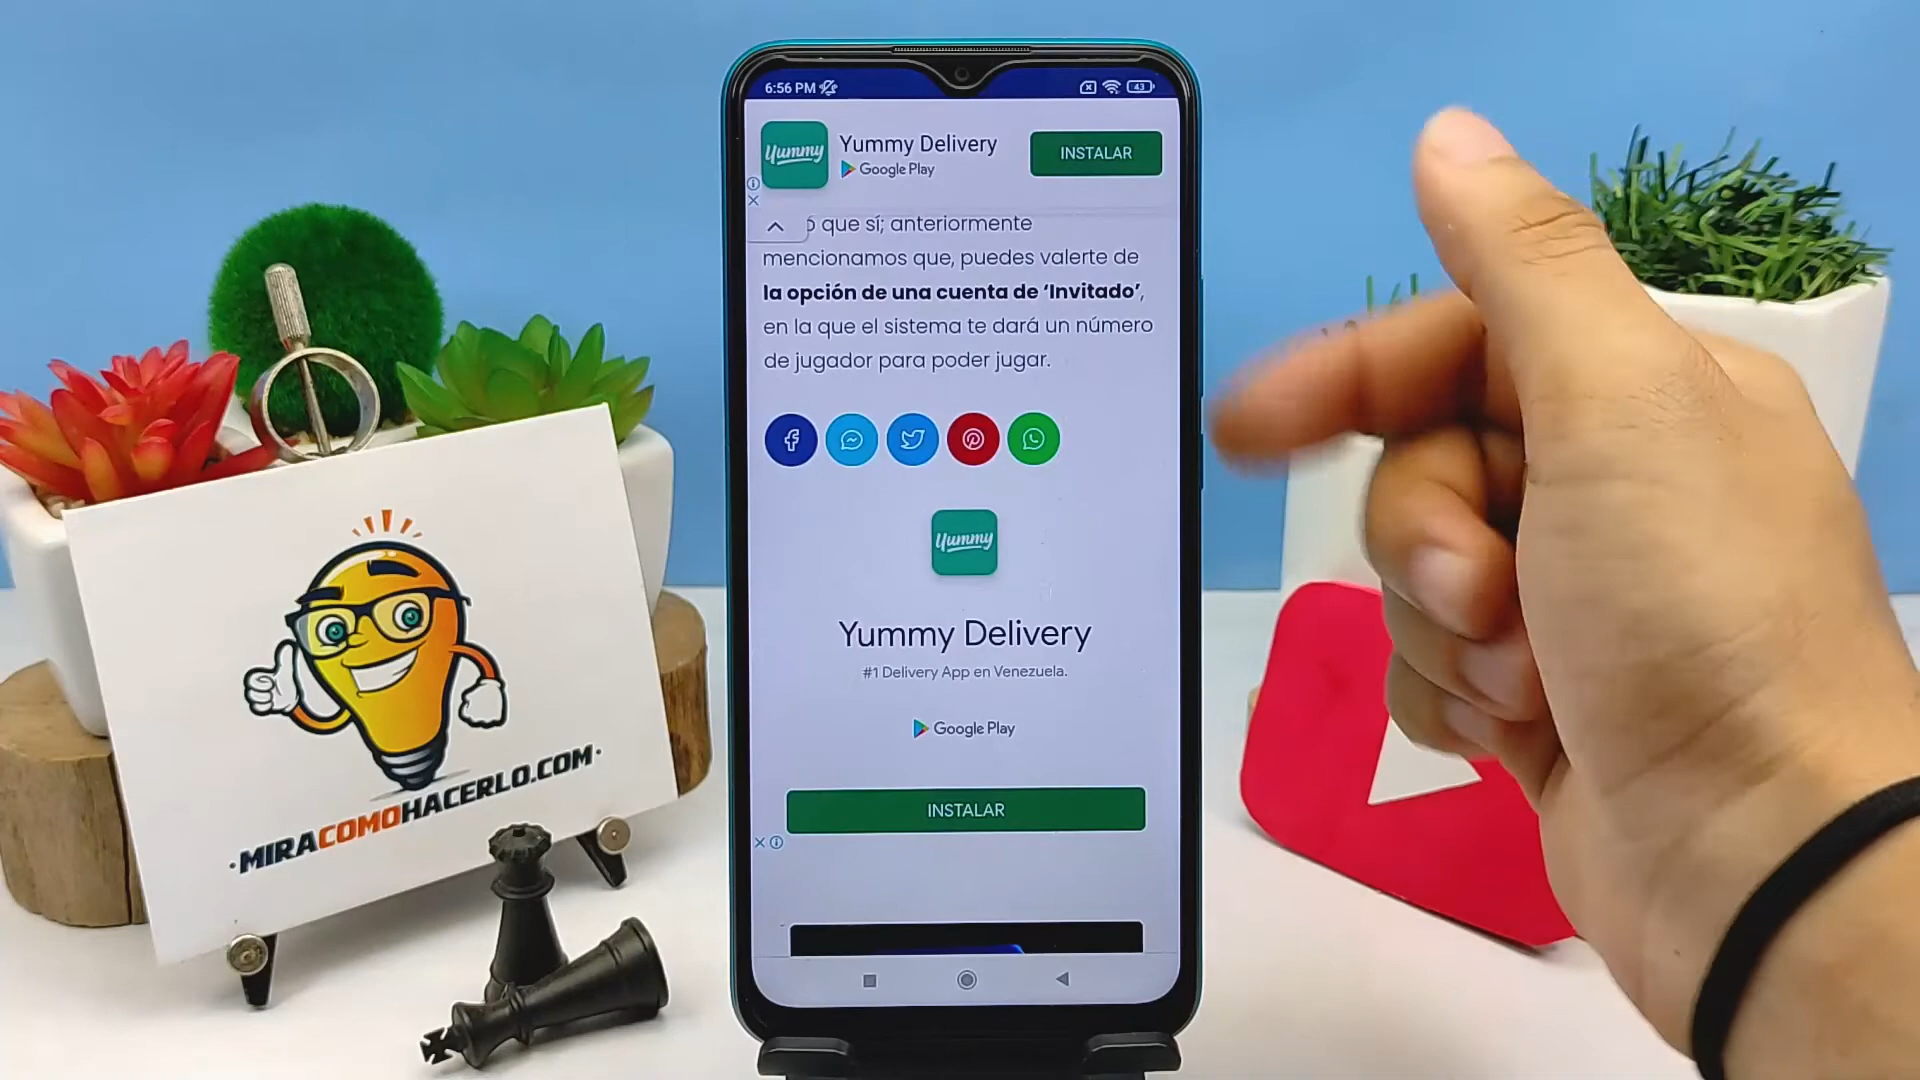 6:56 PM
43
Yummy
Yummy Delivery
Google Play
INSTALAR
que sí; anteriormente
mencionamos que, puedes valerte de
la opción de una cuenta de ‘Invitado’,
en la que el sistema te dará un número
de jugador para poder jugar.
Yummy
Yummy Delivery
#1 Delivery App en Venezuela.
Google Play
INSTALAR
·MIRACOMOHACERLO.COM·